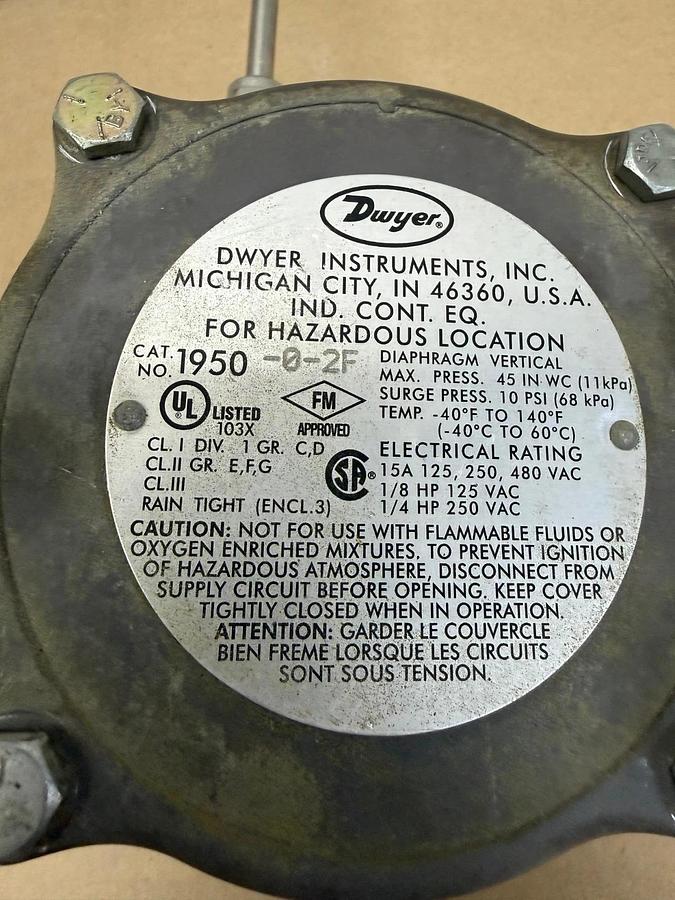 Dwyer®
DWYER INSTRUMENTS, INC.
MICHIGAN CITY, IN 46360, U.S.A.
IND. CONT. EQ.
FOR HAZARDOUS LOCATION
CAT. NO. 1950 -0-2F
UL LISTED
103X
FM
APPROVED
CL. I DIV. 1 GR. C,D
CL.II GR. E,F,G
CL.III
RAIN TIGHT (ENCL.3)
DIAPHRAGM VERTICAL
MAX. PRESS. 45 IN WC (11kPa)
SURGE PRESS. 10 PSI (68 kPa)
TEMP. -40°F TO 140°F
(-40°C TO 60°C)
SA®
ELECTRICAL RATING
15A 125, 250, 480 VAC
1/8 HP 125 VAC
1/4 HP 250 VAC
CAUTION: NOT FOR USE WITH FLAMMABLE FLUIDS OR
OXYGEN ENRICHED MIXTURES. TO PREVENT IGNITION
OF HAZARDOUS ATMOSPHERE, DISCONNECT FROM
SUPPLY CIRCUIT BEFORE OPENING. KEEP COVER
TIGHTLY CLOSED WHEN IN OPERATION.
ATTENTION: GARDER LE COUVERCLE
BIEN FREME LORSQUE LES CIRCUITS
SONT SOUS TENSION.